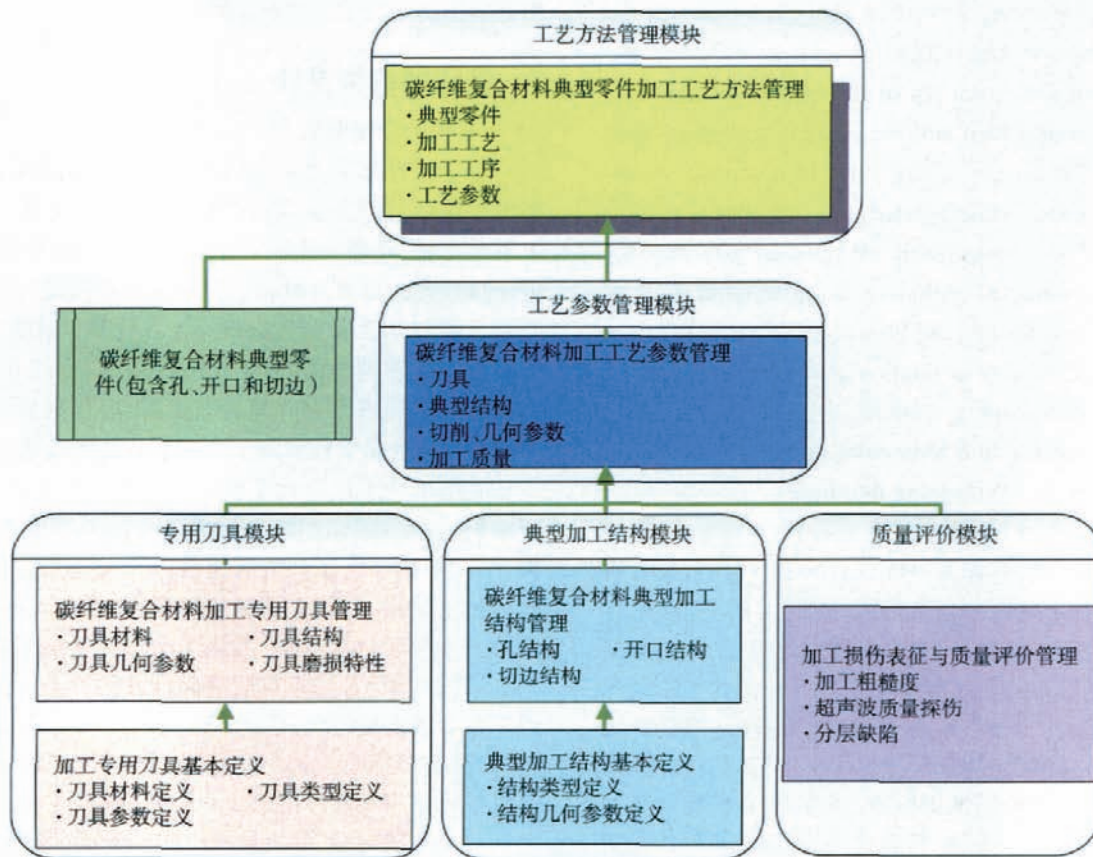 工艺方法管理模块
碳纤维复合材料典型零件加工工艺方法管理
·典型零件
·加工工艺
·加工工序
·工艺参数
碳纤维复合材料典型零
件(包含孔、开口和切边)
工艺参数管理模块
碳纤维复合材料加工工艺参数管理
·刀具
·典型结构
·切削、几何参数
·加工质量
专用刀具模块
碳纤维复合材料加工专用刀具管理
·刀具材料 ·刀具结构
·刀具几何参数 ·刀具磨损特性
加工专用刀具基本定义
·刀具材料定义 ·刀具类型定义
·刀具参数定义
典型加工结构模块
碳纤维复合材料典型加工
结构管理
·孔结构 ·开口结构
·切边结构
典型加工结构基本定义
·结构类型定义
·结构几何参数定义
质量评价模块
加工损伤表征与质量评价管理
·加工粗糙度
·超声波质量探伤
·分层缺陷